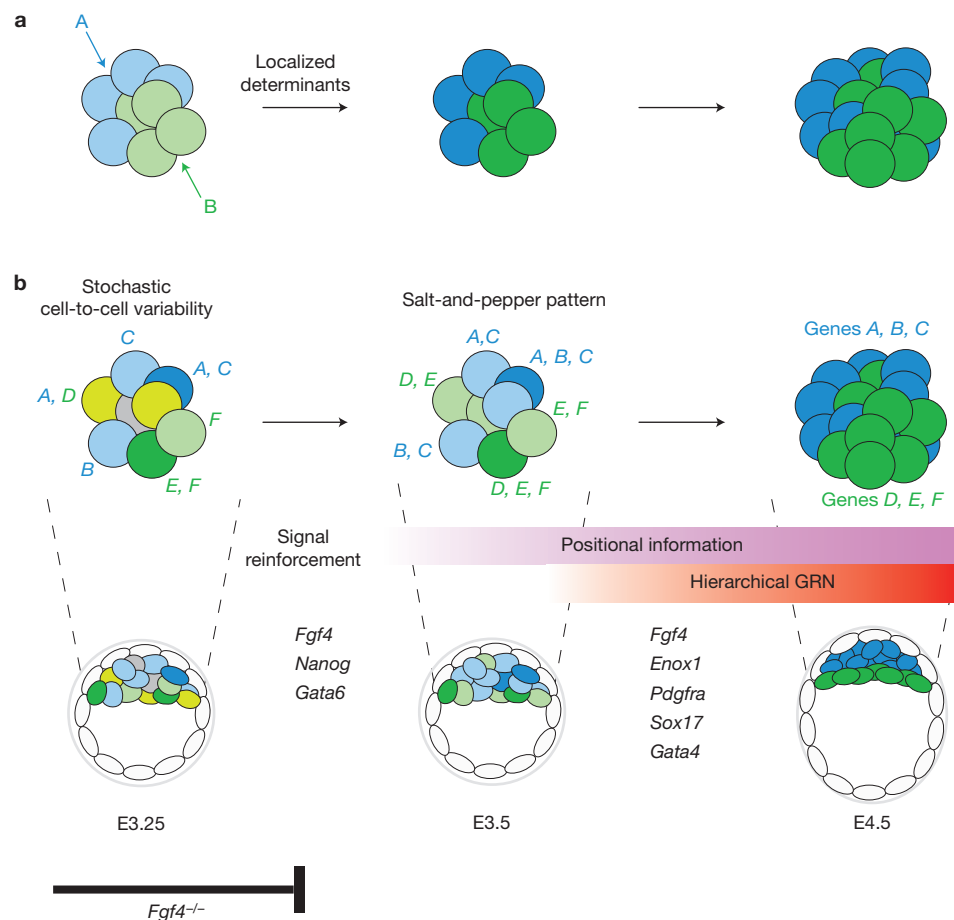 a
A
Localized
determinants
B
b
Stochastic
cell-to-cell variability
Salt-and-pepper pattern
C
A, C
A, D
F
B
E, F
A,C
A, B, C
D, E
E, F
B, C
D, E, F
Genes A, B, C
Genes D, E, F
Signal
reinforcement
Positional information
Hierarchical GRN
Fgf4
Nanog
Gata6
Fgf4
Enox1
Pdgfra
Sox17
Gata4
E3.25
E3.5
E4.5
Fgf4–/–